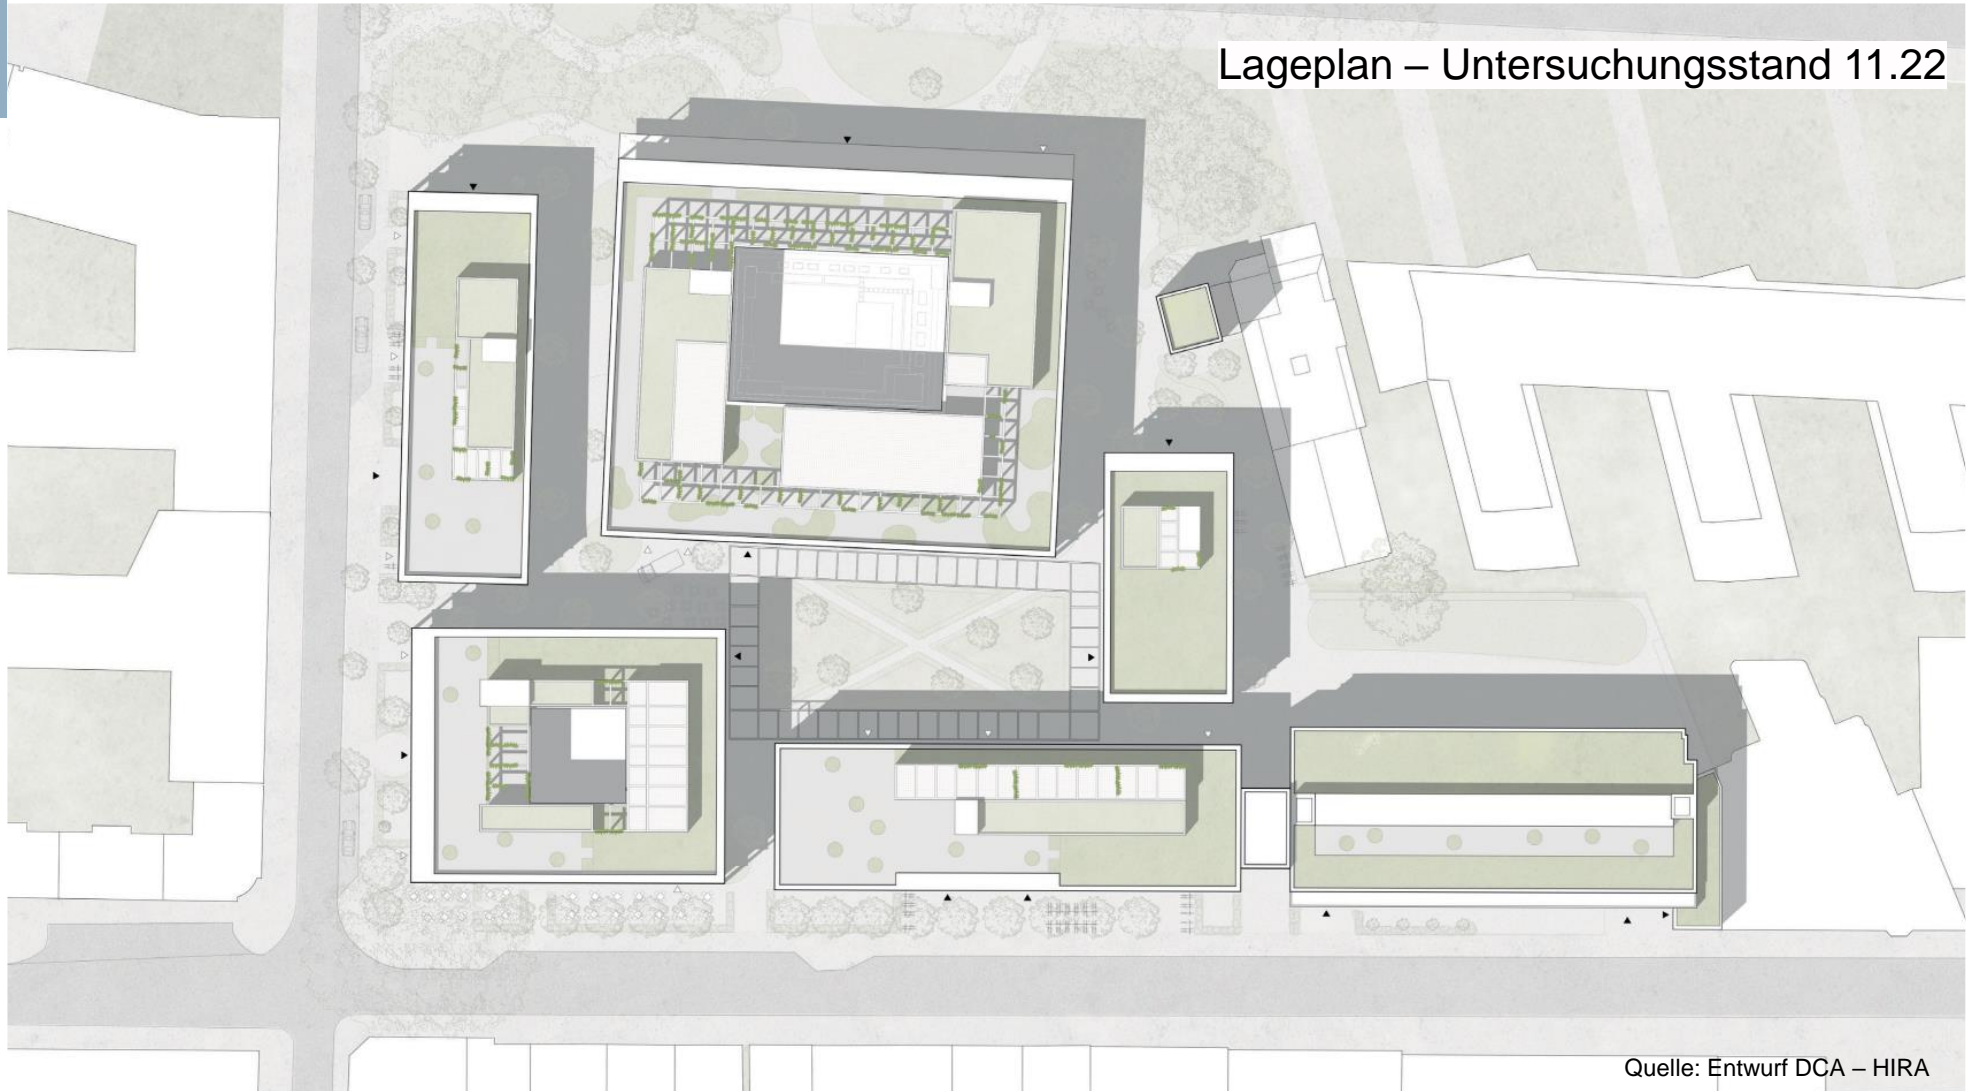 Lageplan – Untersuchungsstand 11.22
Quelle: Entwurf DCA – HIRA